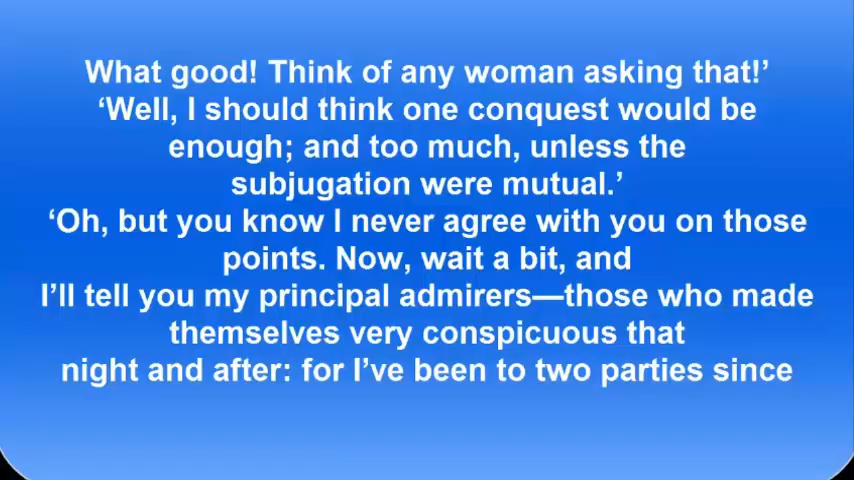 What good! Think of any woman asking that!’
‘Well, I should think one conquest would be
enough; and too much, unless the
subjugation were mutual.’
‘Oh, but you know I never agree with you on those
points. Now, wait a bit, and
I’ll tell you my principal admirers—those who made
themselves very conspicuous that
night and after: for I’ve been to two parties since